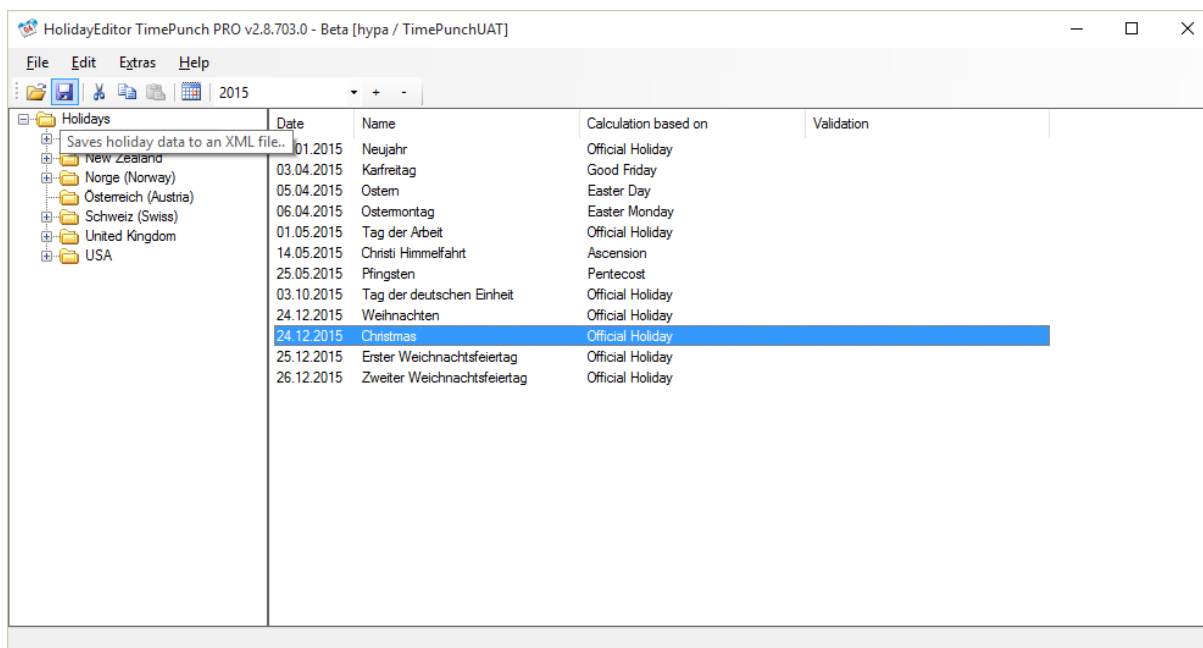 HolidayEditor TimePunch PRO v2.8.703.0 - Beta [hypa / TimePunchUAT]
File Edit Extras Help
2015 + -
Holidays
Saves holiday data to an XML file..
New Zealand
Norge (Norway)
Österreich (Austria)
Schweiz (Swiss)
United Kingdom
USA
Date Name Calculation based on Validation
01.2015 Neujahr Official Holiday
03.04.2015 Karfreitag Good Friday
05.04.2015 Ostern Easter Day
06.04.2015 Ostermontag Easter Monday
01.05.2015 Tag der Arbeit Official Holiday
14.05.2015 Christi Himmelfahrt Ascension
25.05.2015 Pfingsten Pentecost
03.10.2015 Tag der deutschen Einheit Official Holiday
24.12.2015 Weihnachten Official Holiday
24.12.2015 Christmas Official Holiday
25.12.2015 Erster Weichnachtsfeiertag Official Holiday
26.12.2015 Zweiter Weichnachtsfeiertag Official Holiday